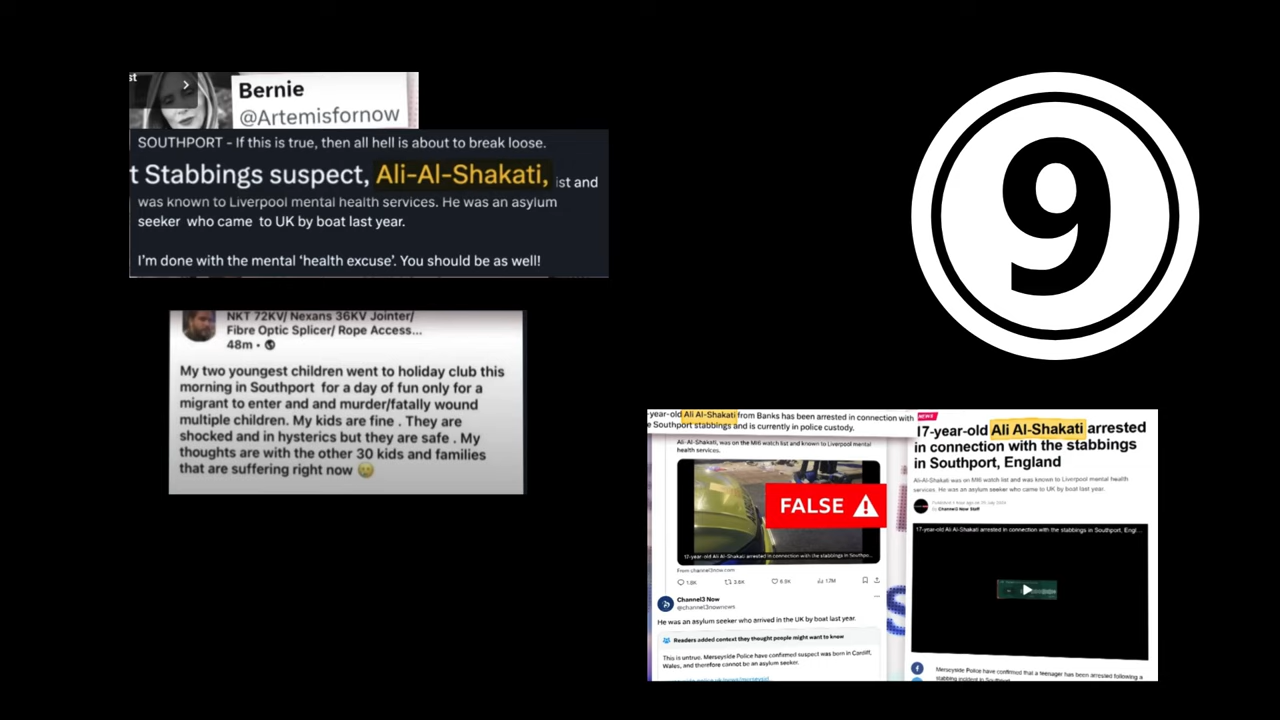 st
Bernie
@Artemisfornow
SOUTHPORT - If this is true, then all hell is about to break loose.
t Stabbings suspect, Ali-Al-Shakati, ist and
was known to Liverpool mental health services. He was an asylum
seeker who came to UK by boat last year.
I'm done with the mental 'health excuse'. You should be as well!
NKT 72KV/ Nexans 36KV Jointer/
Fibre Optic Splicer/ Rope Access...
48m •
My two youngest children went to holiday club this
morning in Southport for a day of fun only for a
migrant to enter and and murder/fatally wound
multiple children. My kids are fine . They are
shocked and in hysterics but they are safe . My
thoughts are with the other 30 kids and families
that are suffering right now
9
-year-old Ali Al-Shakati from Banks has been arrested in connection with
e Southport stabbings and is currently in police custody.
Ali-Al-Shakati, was on the MI6 watch list and known to Liverpool mental
health services.
FALSE
17-year-old Ali Al-Shakati arrested in connection with the stabbings in Southpor...
From channel3now.com
1.8K 3.6K 6.5K 1.7M
Channel3 Now
@channel3nownews
He was an asylum seeker who arrived in the UK by boat last year.
Readers added context they thought people might want to know
This is untrue. Merseyside Police have confirmed suspect was born in Cardiff,
Wales, and therefore cannot be an asylum seeker.
NEWS
17-year-old Ali Al-Shakati arrested
in connection with the stabbings
in Southport, England
Ali-Al-Shakati was on MI6 watch list and was known to Liverpool mental health
services. He was an asylum seeker who came to UK by boat last year.
By Channel3 Now Staff
17-year-old Ali Al-Shakati arrested in connection with the stabbings in Southport, Engl...
Merseyside Police have confirmed that a teenager has been arrested following a
stabbing incident in Southport